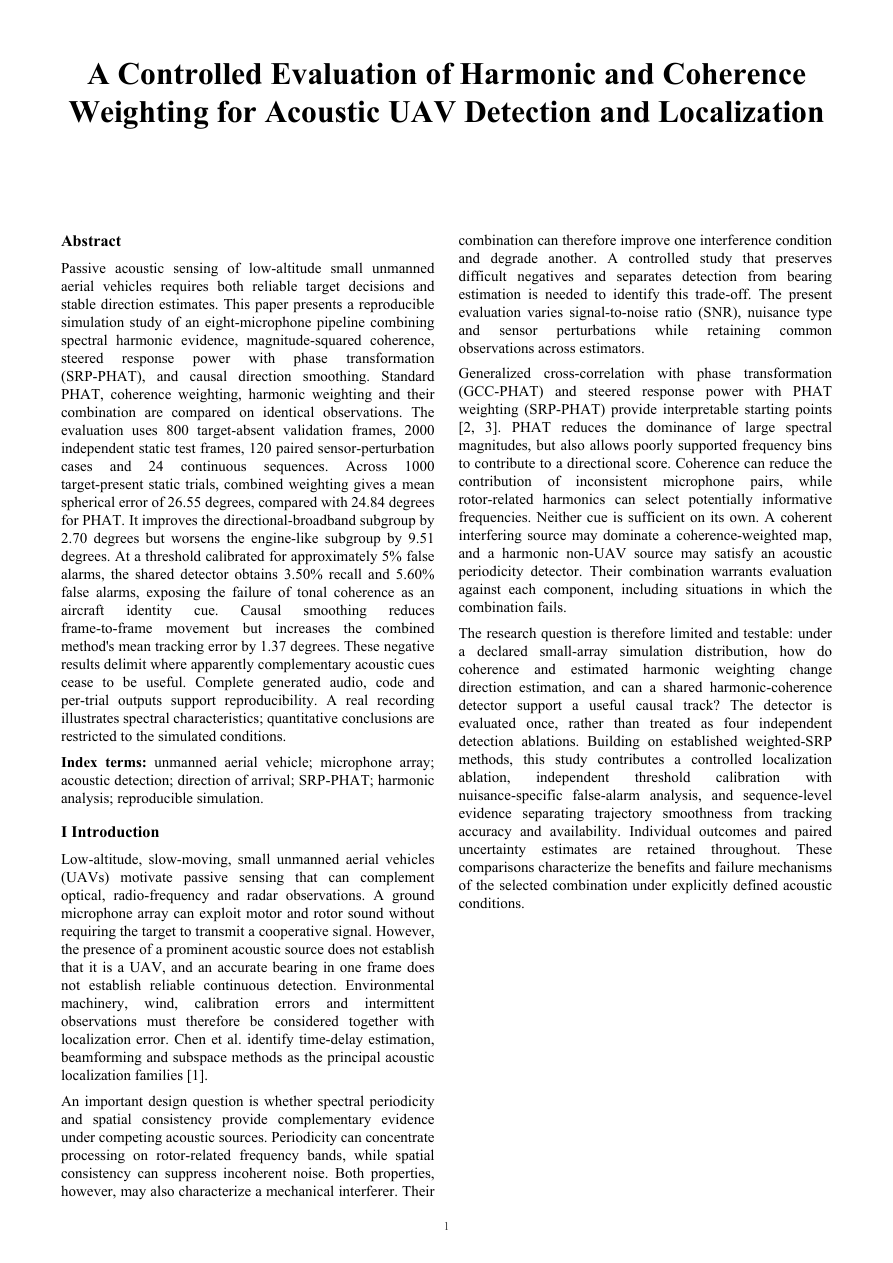 A Controlled Evaluation of Harmonic and Coherence
Weighting for Acoustic UAV Detection and Localization
Abstract
Passive acoustic sensing of low-altitude small unmanned
aerial vehicles requires both reliable target decisions and
stable direction estimates. This paper presents a reproducible
simulation study of an eight-microphone pipeline combining
spectral harmonic evidence, magnitude-squared coherence,
steered response power with phase transformation
(SRP-PHAT), and causal direction smoothing. Standard
PHAT, coherence weighting, harmonic weighting and their
combination are compared on identical observations. The
evaluation uses 800 target-absent validation frames, 2000
independent static test frames, 120 paired sensor-perturbation
cases and 24 continuous sequences. Across 1000
target-present static trials, combined weighting gives a mean
spherical error of 26.55 degrees, compared with 24.84 degrees
for PHAT. It improves the directional-broadband subgroup by
2.70 degrees but worsens the engine-like subgroup by 9.51
degrees. At a threshold calibrated for approximately 5% false
alarms, the shared detector obtains 3.50% recall and 5.60%
false alarms, exposing the failure of tonal coherence as an
aircraft identity cue. Causal smoothing reduces
frame-to-frame movement but increases the combined
method's mean tracking error by 1.37 degrees. These negative
results delimit where apparently complementary acoustic cues
cease to be useful. Complete generated audio, code and
per-trial outputs support reproducibility. A real recording
illustrates spectral characteristics; quantitative conclusions are
restricted to the simulated conditions.
Index terms: unmanned aerial vehicle; microphone array;
acoustic detection; direction of arrival; SRP-PHAT; harmonic
analysis; reproducible simulation.
I Introduction
Low-altitude, slow-moving, small unmanned aerial vehicles
(UAVs) motivate passive sensing that can complement
optical, radio-frequency and radar observations. A ground
microphone array can exploit motor and rotor sound without
requiring the target to transmit a cooperative signal. However,
the presence of a prominent acoustic source does not establish
that it is a UAV, and an accurate bearing in one frame does
not establish reliable continuous detection. Environmental
machinery, wind, calibration errors and intermittent
observations must therefore be considered together with
localization error. Chen et al. identify time-delay estimation,
beamforming and subspace methods as the principal acoustic
localization families [1].
An important design question is whether spectral periodicity
and spatial consistency provide complementary evidence
under competing acoustic sources. Periodicity can concentrate
processing on rotor-related frequency bands, while spatial
consistency can suppress incoherent noise. Both properties,
however, may also characterize a mechanical interferer. Their
combination can therefore improve one interference condition
and degrade another. A controlled study that preserves
difficult negatives and separates detection from bearing
estimation is needed to identify this trade-off. The present
evaluation varies signal-to-noise ratio (SNR), nuisance type
and sensor perturbations while retaining common
observations across estimators.
Generalized cross-correlation with phase transformation
(GCC-PHAT) and steered response power with PHAT
weighting (SRP-PHAT) provide interpretable starting points
[2, 3]. PHAT reduces the dominance of large spectral
magnitudes, but also allows poorly supported frequency bins
to contribute to a directional score. Coherence can reduce the
contribution of inconsistent microphone pairs, while
rotor-related harmonics can select potentially informative
frequencies. Neither cue is sufficient on its own. A coherent
interfering source may dominate a coherence-weighted map,
and a harmonic non-UAV source may satisfy an acoustic
periodicity detector. Their combination warrants evaluation
against each component, including situations in which the
combination fails.
The research question is therefore limited and testable: under
a declared small-array simulation distribution, how do
coherence and estimated harmonic weighting change
direction estimation, and can a shared harmonic-coherence
detector support a useful causal track? The detector is
evaluated once, rather than treated as four independent
detection ablations. Building on established weighted-SRP
methods, this study contributes a controlled localization
ablation, independent threshold calibration with
nuisance-specific false-alarm analysis, and sequence-level
evidence separating trajectory smoothness from tracking
accuracy and availability. Individual outcomes and paired
uncertainty estimates are retained throughout. These
comparisons characterize the benefits and failure mechanisms
of the selected combination under explicitly defined acoustic
conditions.
1